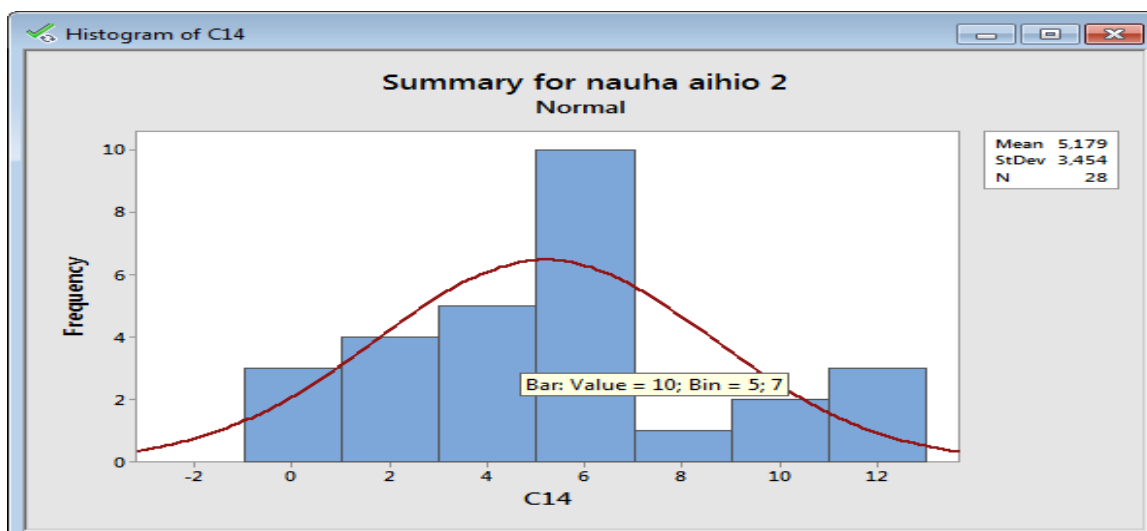 Histogram of C14
Summary for nauha aihio 2
Normal
Mean 5,179
StDev 3,454
N 28
Frequency
10
8
6
4
2
0
Bar: Value = 10; Bin = 5; 7
-2 0 2 4 6 8 10 12
C14